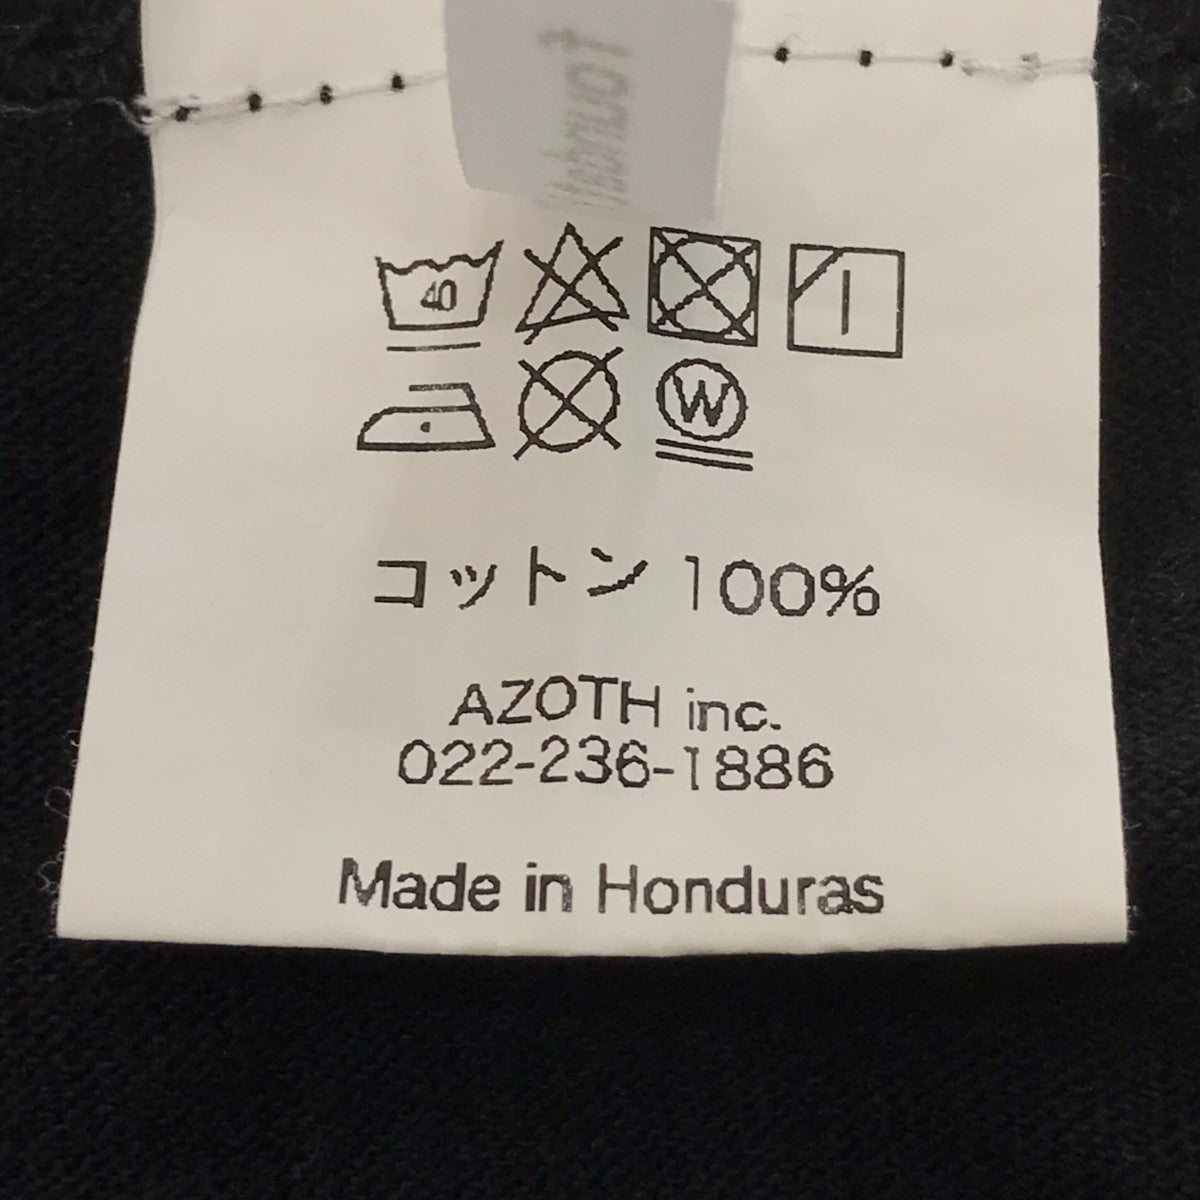 40
W
コットン 100%
AZOTH inc.
022-236-1886
Made in Honduras